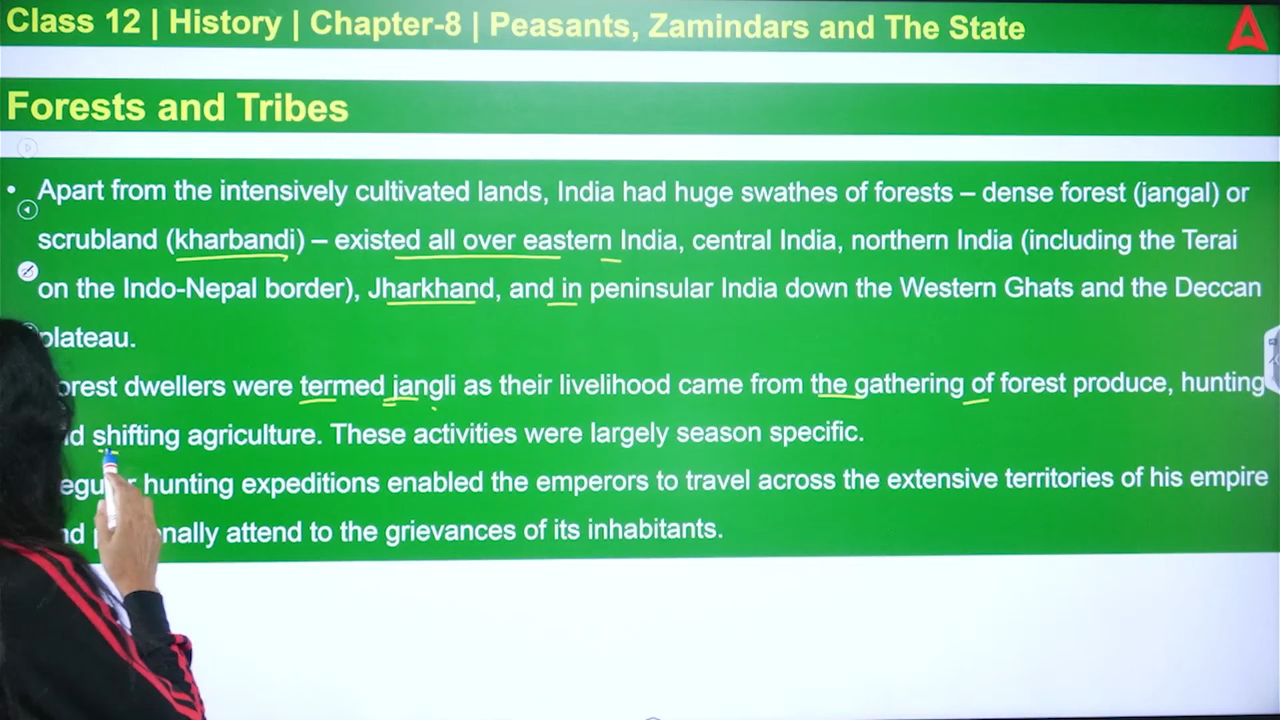 Class 12 | History | Chapter-8 | Peasants, Zamindars and The State
Forests and Tribes
• Apart from the intensively cultivated lands, India had huge swathes of forests – dense forest (jangal) or
scrubland (kharbandi) – existed all over eastern India, central India, northern India (including the Terai
on the Indo-Nepal border), Jharkhand, and in peninsular India down the Western Ghats and the Deccan
plateau.
orest dwellers were termed jangli as their livelihood came from the gathering of forest produce, hunting
shifting agriculture. These activities were largely season specific.
hunting expeditions enabled the emperors to travel across the extensive territories of his empire
attend to the grievances of its inhabitants.